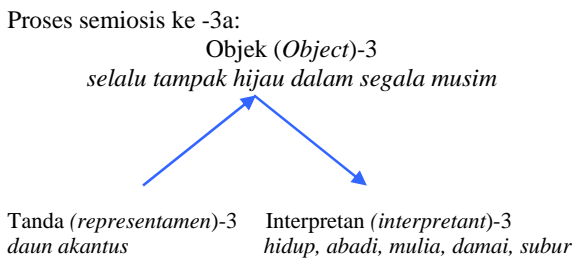 Proses semiosis ke -3a:
Objek (Object)-3
selalu tampak hijau dalam segala musim
Tanda (representamen)-3 Interpretan (interpretant)-3
daun akantus hidup, abadi, mulia, damai, subur